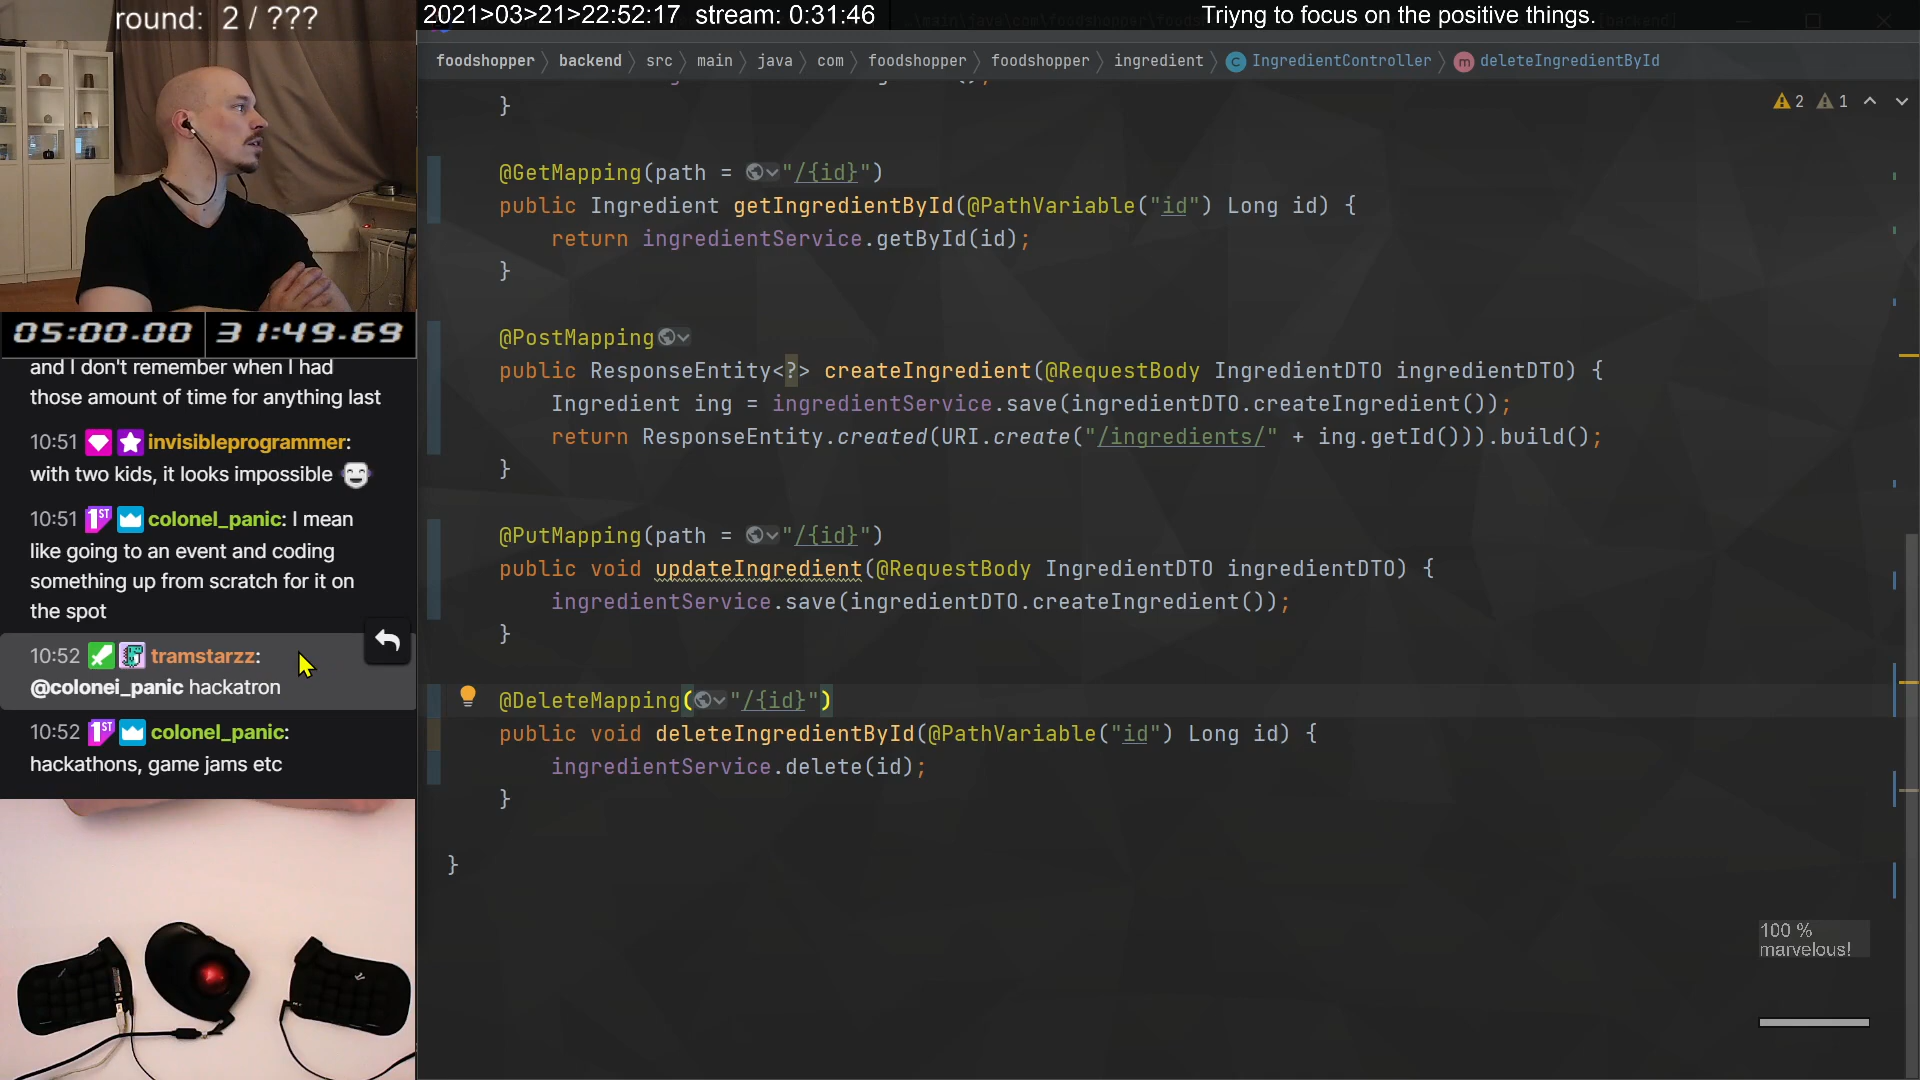 round: 2 / ???
2021>03>21>22:52:17 stream: 0:31:46
Triyng to focus on the positive things.
foodshopper backend src main java com foodshopper foodshopper ingredient IngredientController deleteIngredientById
2 1
}
@GetMapping(path = "/{id}")
public Ingredient getIngredientById(@PathVariable("id") Long id) {
return ingredientService.getById(id);
}
@PostMapping
public ResponseEntity<?> createIngredient(@RequestBody IngredientDTO ingredientDTO) {
Ingredient ing = ingredientService.save(ingredientDTO.createIngredient());
return ResponseEntity.created(URI.create("/ingredients/" + ing.getId())).build();
}
@PutMapping(path = "/{id}")
public void updateIngredient(@RequestBody IngredientDTO ingredientDTO) {
ingredientService.save(ingredientDTO.createIngredient());
}
@DeleteMapping("/{id}")
public void deleteIngredientById(@PathVariable("id") Long id) {
ingredientService.delete(id);
}
}
05:00.00 31:49.69
and I don't remember when I had
those amount of time for anything last
10:51 invisibleprogrammer:
with two kids, it looks impossible
10:51 1ST colonel_panic: I mean
like going to an event and coding
something up from scratch for it on
the spot
10:52 tramstarzz:
@colonei_panic hackatron
10:52 1ST colonel_panic:
hackathons, game jams etc
100 %
marvelous!